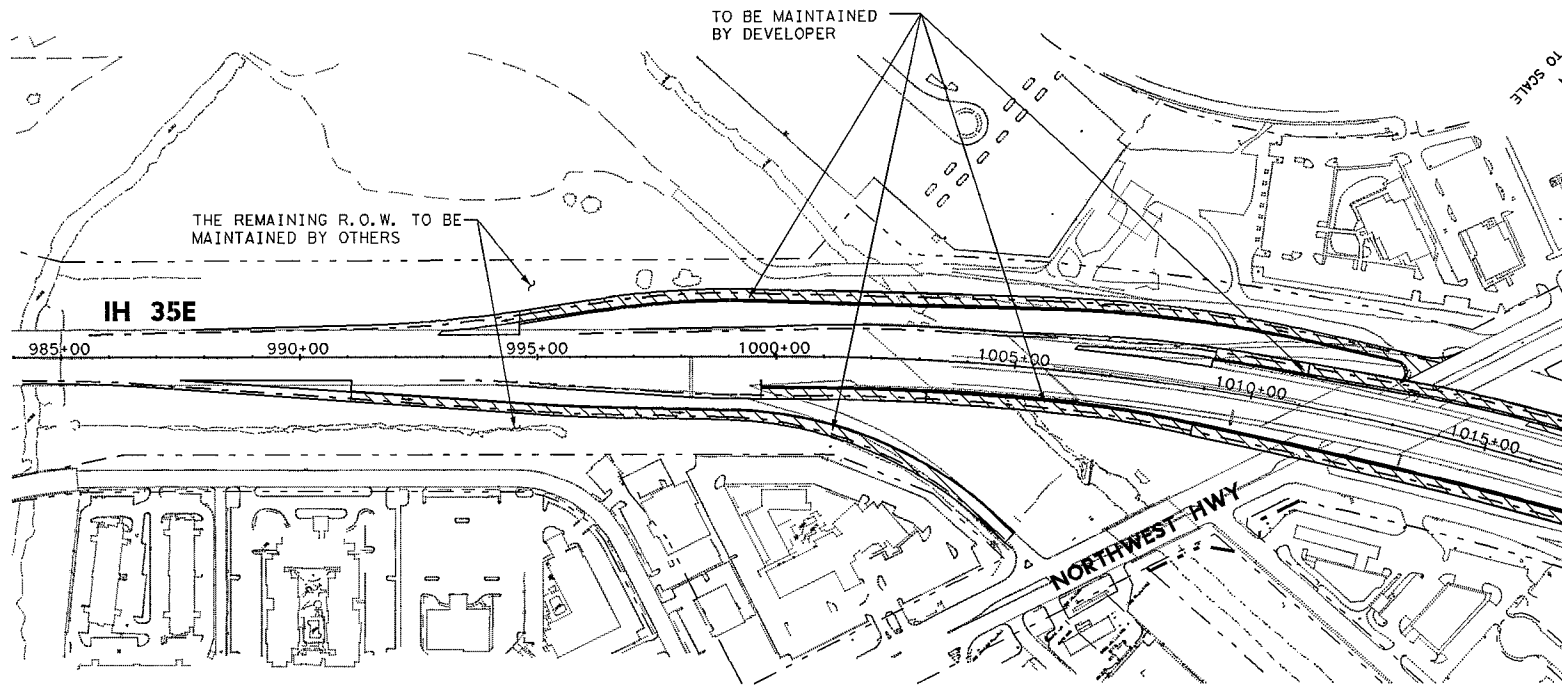 TO BE MAINTAINED
BY DEVELOPER
TO SCALE
THE REMAINING R.O.W. TO BE
MAINTAINED BY OTHERS
IH 35E
985+00
990+00
995+00
1000+00
1005+00
1010+00
1015+00
NORTHWEST HWY